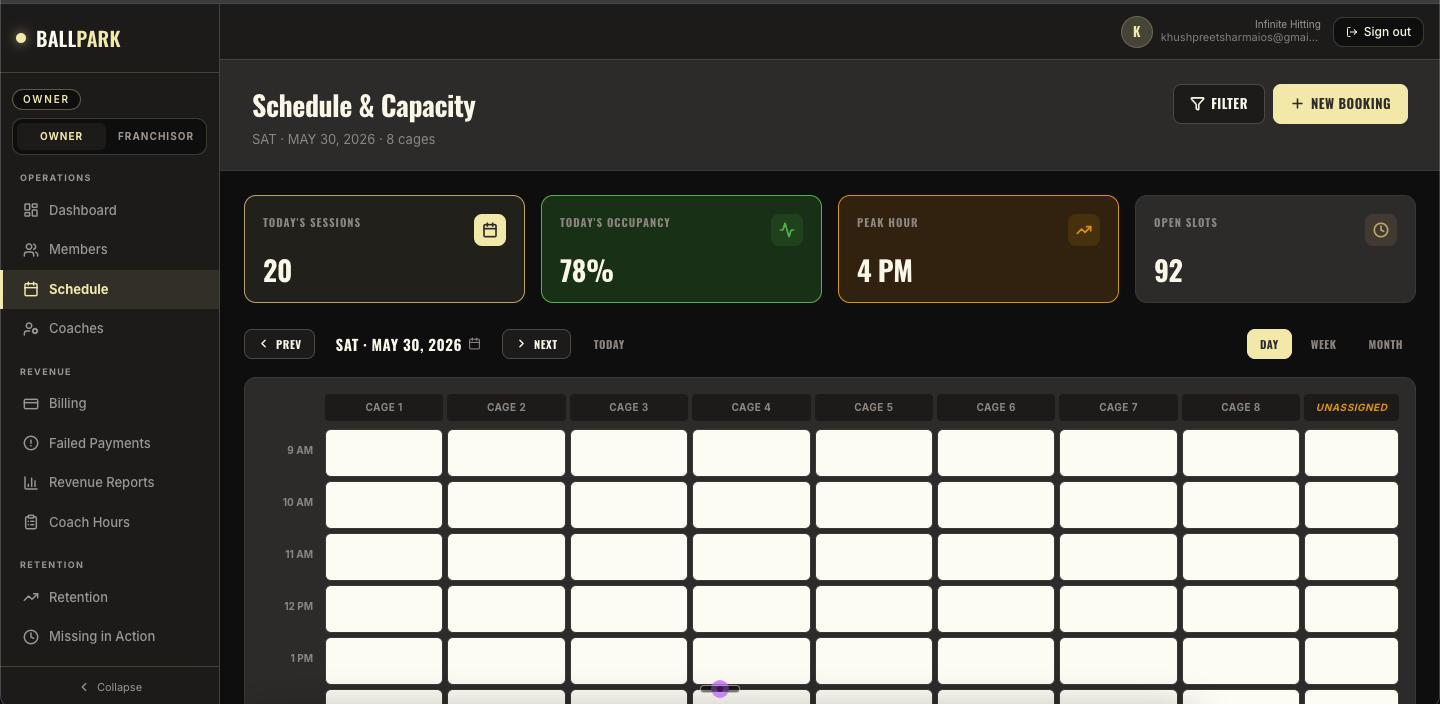 BALLPARK
Infinite Hitting
K
khushpreetsharmaios@gmai...
Sign out
OWNER
OWNER FRANCHISOR
OPERATIONS
Dashboard
Members
Schedule
Coaches
REVENUE
Billing
Failed Payments
Revenue Reports
Coach Hours
RETENTION
Retention
Missing in Action
Collapse
Schedule & Capacity
SAT · MAY 30, 2026 · 8 cages
FILTER
NEW BOOKING
TODAY'S SESSIONS
20
TODAY'S OCCUPANCY
78%
PEAK HOUR
4 PM
OPEN SLOTS
92
PREV SAT · MAY 30, 2026 NEXT TODAY
DAY WEEK MONTH
CAGE 1 CAGE 2 CAGE 3 CAGE 4 CAGE 5 CAGE 6 CAGE 7 CAGE 8 UNASSIGNED
9 AM
10 AM
11 AM
12 PM
1 PM